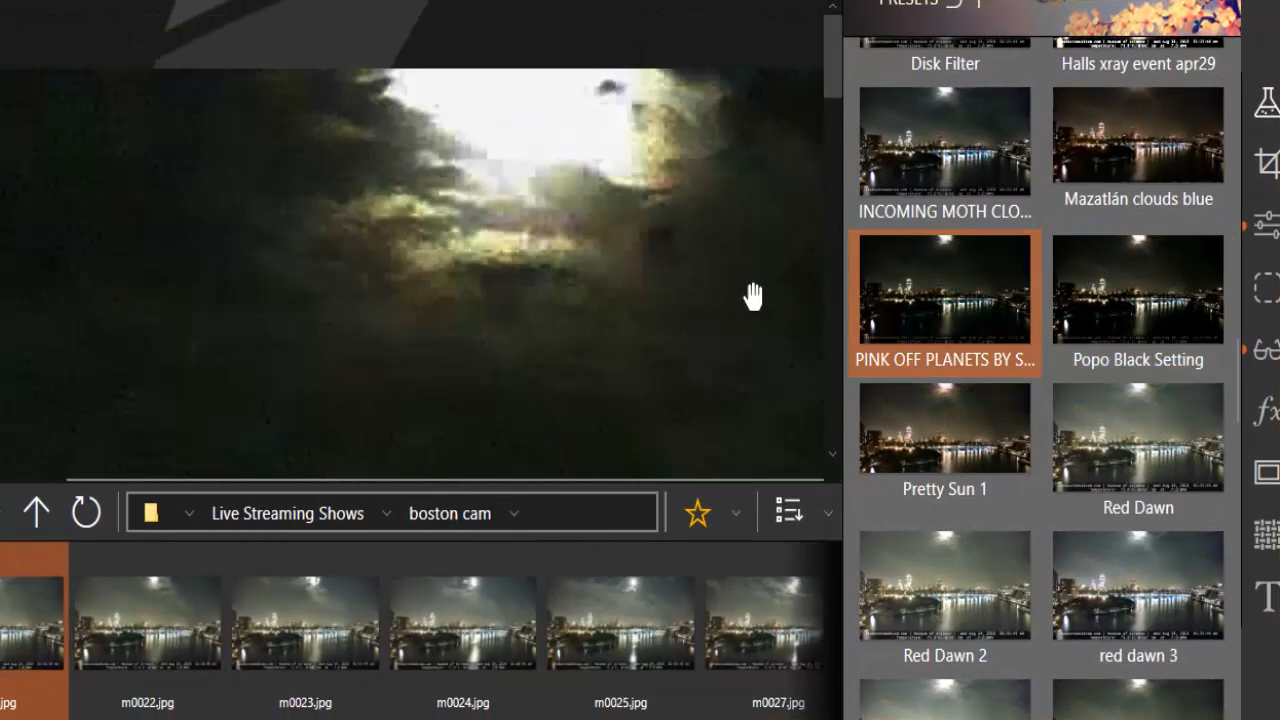 PRESETS
Disk Filter
Halls xray event apr29
INCOMING MOTH CLO...
Mazatlán clouds blue
PINK OFF PLANETS BY S...
Popo Black Setting
Pretty Sun 1
Red Dawn
Red Dawn 2
red dawn 3
Live Streaming Shows
boston cam
jpg
m0022.jpg
m0023.jpg
m0024.jpg
m0025.jpg
m0027.jpg
fx
T